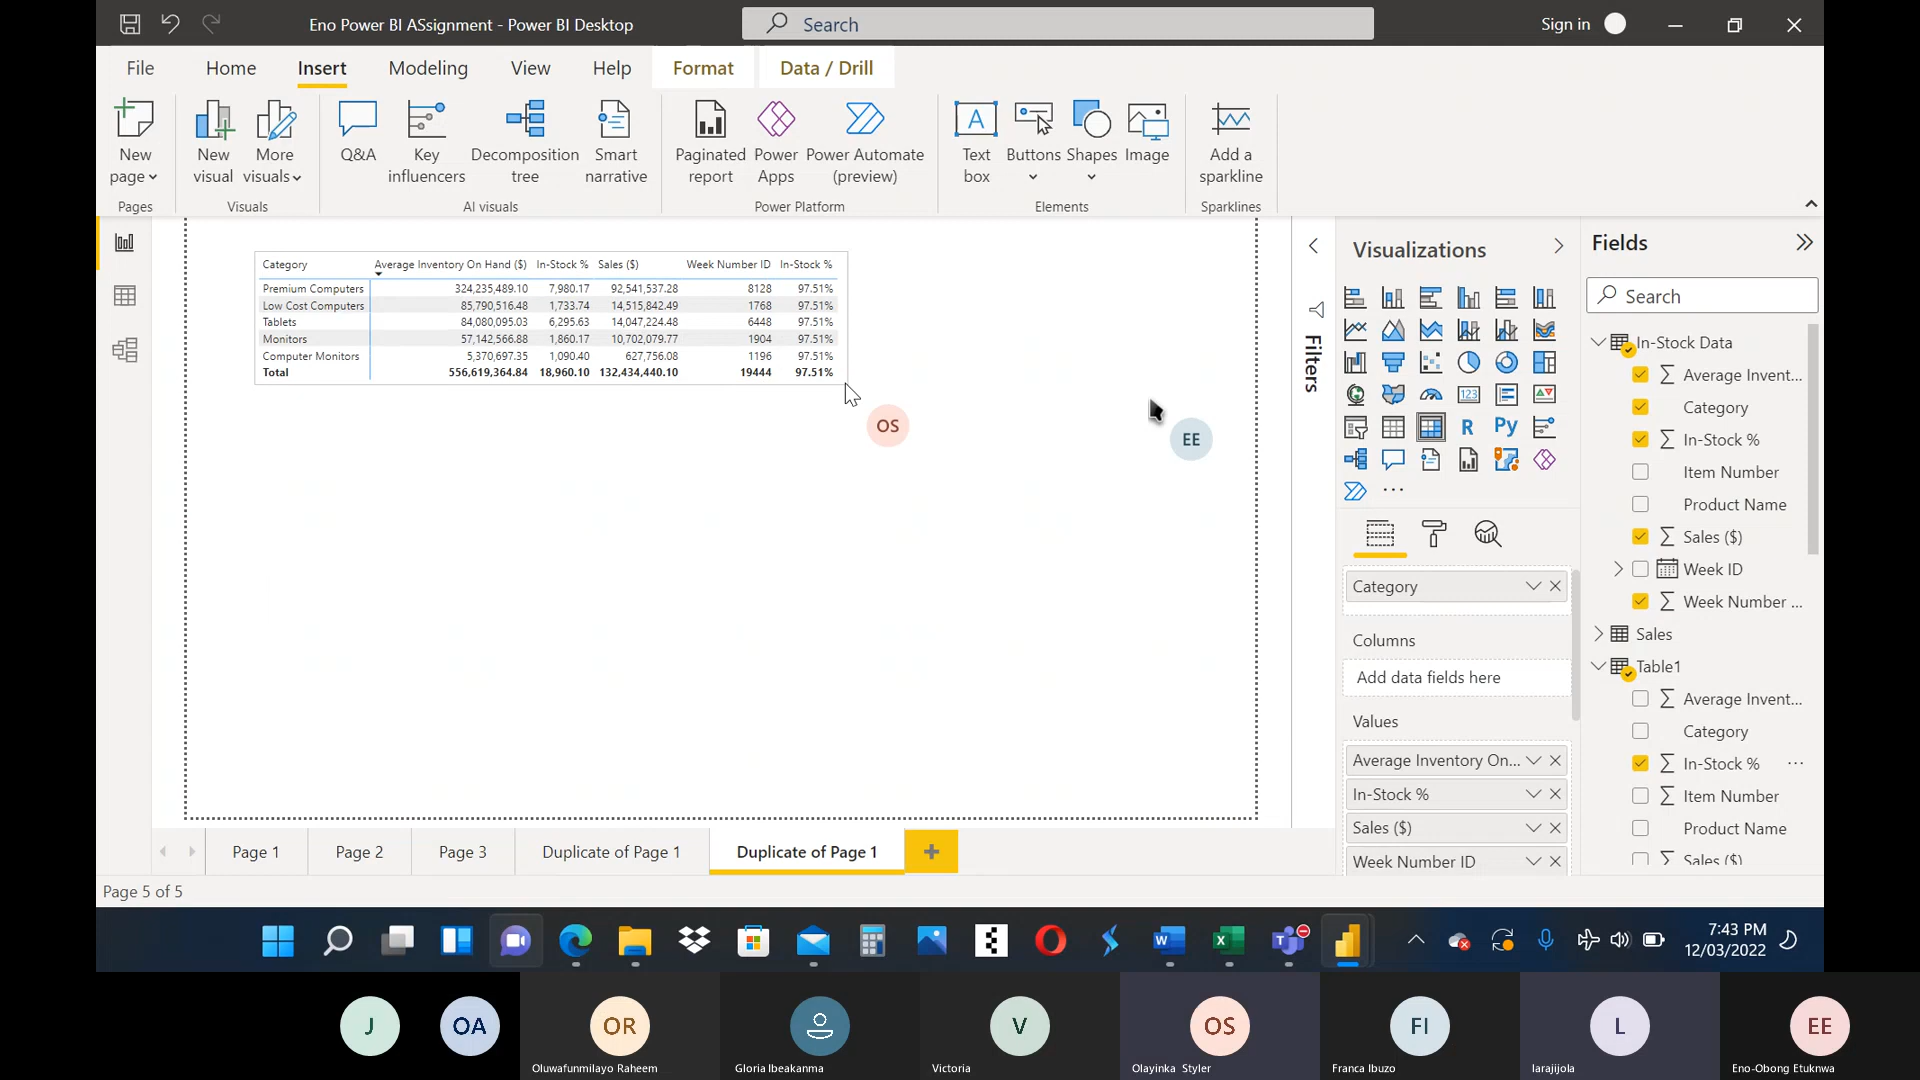 Eno Power BI ASsignment - Power BI Desktop
Search
Sign in
File
Home
Insert
Modeling
View
Help
Format
Data / Drill
New page
New visual
More visuals
Q&A
Key influencers
Decomposition tree
Smart narrative
Paginated report
Power Apps
Power Automate (preview)
A
Text box
Buttons
Shapes
Image
Add a sparkline
Pages
Visuals
AI visuals
Power Platform
Elements
Sparklines
Category Average Inventory On Hand ($) In-Stock % Sales ($) Week Number ID In-Stock %
Premium Computers 324,235,489.10 7,980.17 92,541,537.28 8128 97.51%
Low Cost Computers 85,790,516.48 1,733.74 14,515,842.49 1768 97.51%
Tablets 84,080,095.03 6,295.63 14,047,224.48 6448 97.51%
Monitors 57,142,566.88 1,860.17 10,702,079.77 1904 97.51%
Computer Monitors 5,370,697.35 1,090.40 627,756.08 1196 97.51%
Total 556,619,364.84 18,960.10 132,434,440.10 19444 97.51%
OS
EE
Filters
Visualizations
123
R
Py
Category
Columns
Add data fields here
Values
Average Inventory On...
In-Stock %
Sales ($)
Week Number ID
Fields
Search
In-Stock Data
Average Invent...
Category
In-Stock %
Item Number
Product Name
Sales ($)
Week ID
Week Number ...
Sales
Table1
Average Invent...
Category
In-Stock %
Item Number
Product Name
Sales ($)
Page 1
Page 2
Page 3
Duplicate of Page 1
Duplicate of Page 1
Page 5 of 5
7:43 PM
12/03/2022
J
OA
OR
V
OS
FI
L
EE
Oluwafunmilayo Raheem
Gloria Ibeakanma
Victoria
Olayinka Styler
Franca Ibuzo
larajijola
Eno-Obong Etuknwa